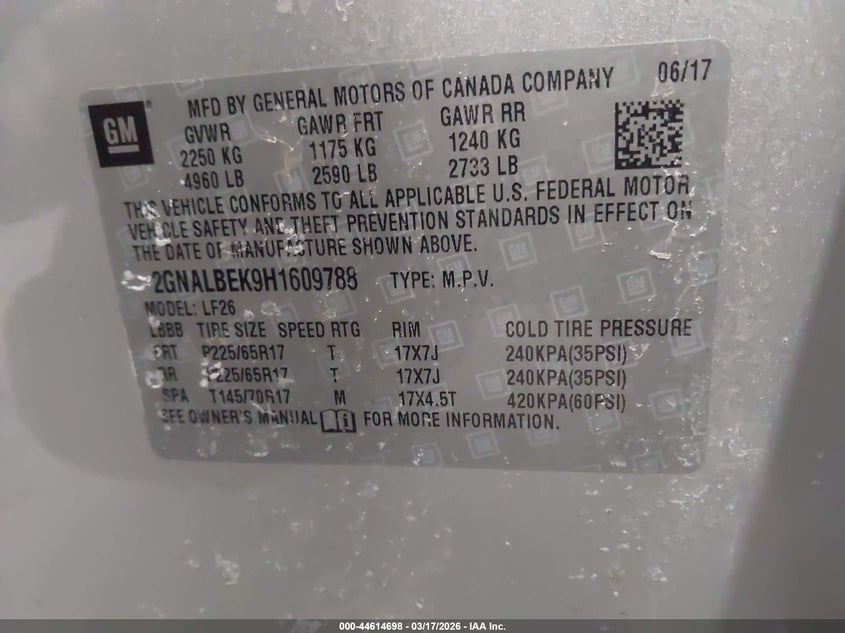 GM
MFD BY GENERAL MOTORS OF CANADA COMPANY 06/17
GVWR GAWR FRT GAWR RR
2250 KG 1175 KG 1240 KG
4960 LB 2590 LB 2733 LB
THIS VEHICLE CONFORMS TO ALL APPLICABLE U.S. FEDERAL MOTOR
VEHICLE SAFETY AND THEFT PREVENTION STANDARDS IN EFFECT ON
THE DATE OF MANUFACTURE SHOWN ABOVE.
2GNALBEK9H1609788 TYPE: M.P.V.
MODEL: LF26
LBBB TIRE SIZE SPEED RTG RIM COLD TIRE PRESSURE
FRT P225/65R17 T 17X7J 240KPA(35PSI)
RR P225/65R17 T 17X7J 240KPA(35PSI)
SPA T145/70R17 M 17X4.5T 420KPA(60PSI)
SEE OWNER'S MANUAL FOR MORE INFORMATION.
000-44614698 - 03/17/2026 - IAA Inc.